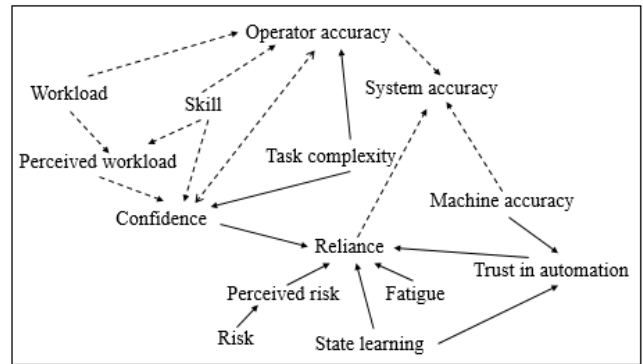 Operator accuracy
System accuracy
Workload
Skill
Perceived workload
Task complexity
Machine accuracy
Confidence
Reliance
Trust in automation
Perceived risk
Fatigue
Risk
State learning